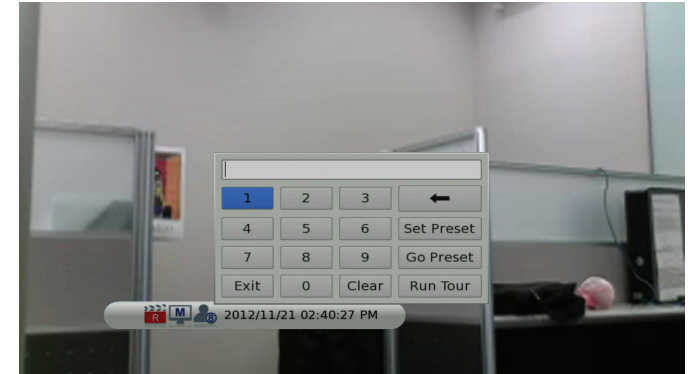 1 2 3
4 5 6 Set Preset
7 8 9 Go Preset
Exit 0 Clear Run Tour
R M 8 2012/11/21 02:40:27 PM